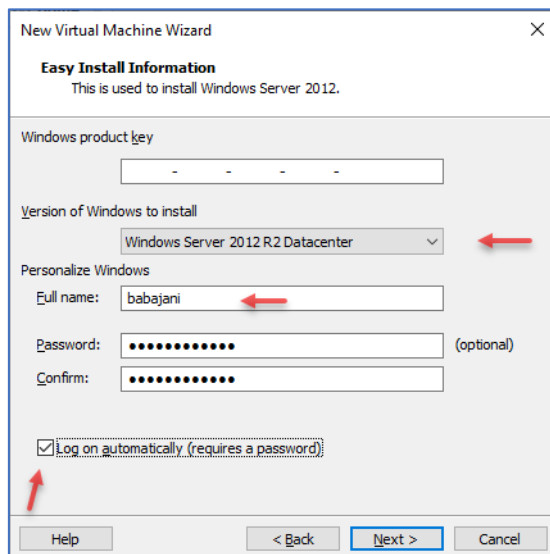 New Virtual Machine Wizard
Easy Install Information
This is used to install Windows Server 2012.
Windows product key
- - - -
Version of Windows to install
Windows Server 2012 R2 Datacenter
Personalize Windows
Full name: babajani
Password: ●●●●●●●●●●●● (optional)
Confirm: ●●●●●●●●●●●●
Log on automatically (requires a password)
Help < Back Next > Cancel